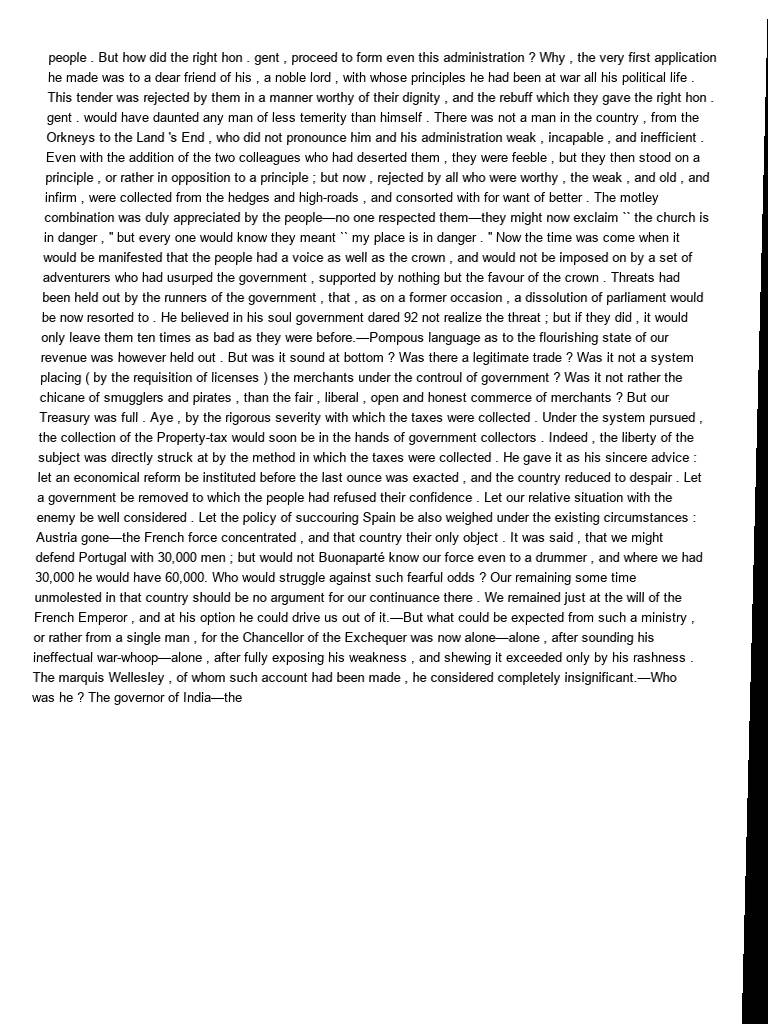 people . But how did the right hon . gent , proceed to form even this administration ? Why , the very first application
he made was to a dear friend of his , a noble lord , with whose principles he had been at war all his political life .
This tender was rejected by them in a manner worthy of their dignity , and the rebuff which they gave the right hon .
gent . would have daunted any man of less temerity than himself . There was not a man in the country , from the
Orkneys to the Land 's End , who did not pronounce him and his administration weak , incapable , and inefficient .
Even with the addition of the two colleagues who had deserted them , they were feeble , but they then stood on a
principle , or rather in opposition to a principle ; but now , rejected by all who were worthy , the weak , and old , and
infirm , were collected from the hedges and high-roads , and consorted with for want of better . The motley
combination was duly appreciated by the people—no one respected them—they might now exclaim `` the church is
in danger , " but every one would know they meant `` my place is in danger . " Now the time was come when it
would be manifested that the people had a voice as well as the crown , and would not be imposed on by a set of
adventurers who had usurped the government , supported by nothing but the favour of the crown . Threats had
been held out by the runners of the government , that , as on a former occasion , a dissolution of parliament would
be now resorted to . He believed in his soul government dared 92 not realize the threat ; but if they did , it would
only leave them ten times as bad as they were before.—Pompous language as to the flourishing state of our
revenue was however held out . But was it sound at bottom ? Was there a legitimate trade ? Was it not a system
placing ( by the requisition of licenses ) the merchants under the controul of government ? Was it not rather the
chicane of smugglers and pirates , than the fair , liberal , open and honest commerce of merchants ? But our
Treasury was full . Aye , by the rigorous severity with which the taxes were collected . Under the system pursued ,
the collection of the Property-tax would soon be in the hands of government collectors . Indeed , the liberty of the
subject was directly struck at by the method in which the taxes were collected . He gave it as his sincere advice :
let an economical reform be instituted before the last ounce was exacted , and the country reduced to despair . Let
a government be removed to which the people had refused their confidence . Let our relative situation with the
enemy be well considered . Let the policy of succouring Spain be also weighed under the existing circumstances :
Austria gone—the French force concentrated , and that country their only object . It was said , that we might
defend Portugal with 30,000 men ; but would not Buonaparté know our force even to a drummer , and where we had
30,000 he would have 60,000. Who would struggle against such fearful odds ? Our remaining some time
unmolested in that country should be no argument for our continuance there . We remained just at the will of the
French Emperor , and at his option he could drive us out of it.—But what could be expected from such a ministry ,
or rather from a single man , for the Chancellor of the Exchequer was now alone—alone , after sounding his
ineffectual war-whoop—alone , after fully exposing his weakness , and shewing it exceeded only by his rashness .
The marquis Wellesley , of whom such account had been made , he considered completely insignificant.—Who
was he ? The governor of India—the